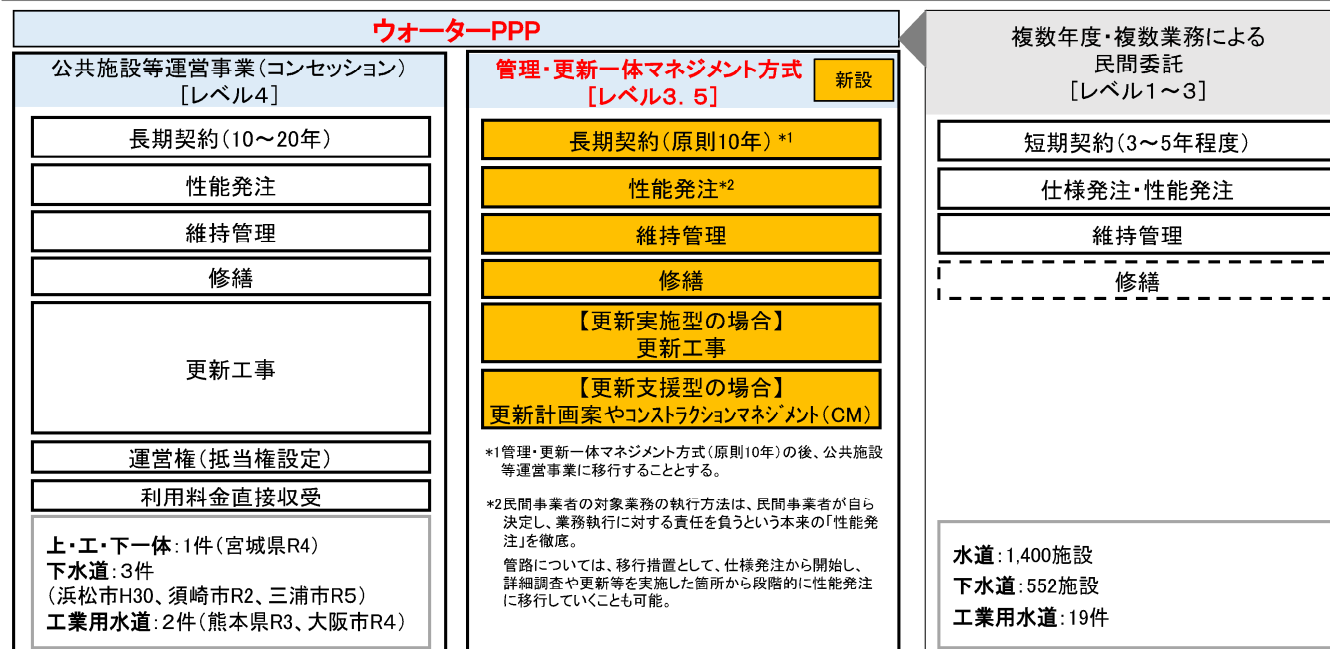 ウォーターPPP
公共施設等運営事業(コンセッション)
[レベル4]
長期契約(10~20年)
性能発注
維持管理
修繕
更新工事
運営権(抵当権設定)
利用料金直接収受
上・工・下一体:1件(宮城県R4)
下水道:3件
(浜松市H30、須崎市R2、三浦市R5)
工業用水道:2件(熊本県R3、大阪市R4)
管理・更新一体マネジメント方式
[レベル3.5]
新設
長期契約(原則10年)*1
性能発注*2
維持管理
修繕
【更新実施型の場合】
更新工事
【更新支援型の場合】
更新計画案やコンストラクションマネジメント(CM)
*1管理・更新一体マネジメント方式(原則10年)の後、公共施設
等運営事業に移行することとする。
*2民間事業者の対象業務の執行方法は、民間事業者が自ら
決定し、業務執行に対する責任を負うという本来の「性能発
注」を徹底。
管路については、移行措置として、仕様発注から開始し、
詳細調査や更新等を実施した箇所から段階的に性能発注
に移行していくことも可能。
複数年度・複数業務による
民間委託
[レベル1~3]
短期契約(3~5年程度)
仕様発注・性能発注
維持管理
修繕
水道:1,400施設
下水道:552施設
工業用水道:19件